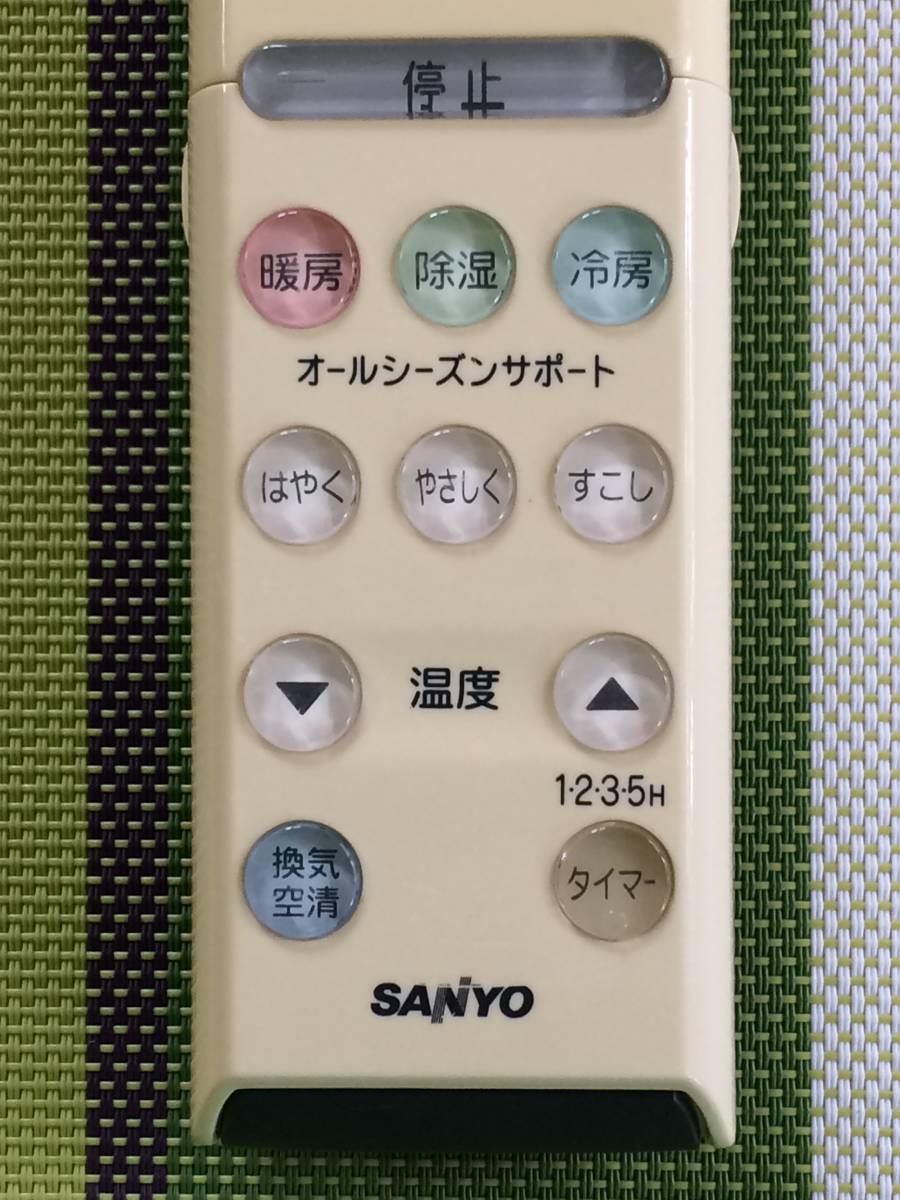 停止
暖房 除湿 冷房
オールシーズンサポート
はやく やさしく すこし
▼ 温度 ▲
1·2·3·5H
換気
空清
タイマー
SANYO